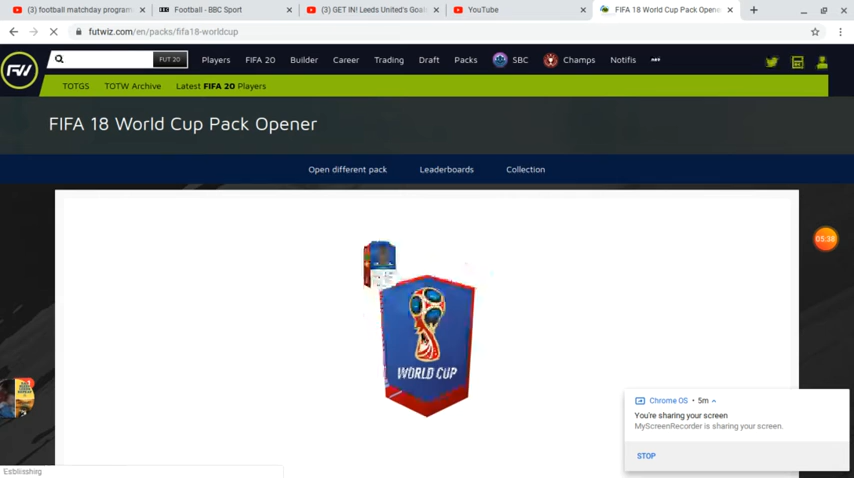 (3) football matchday program
Football - BBC Sport
(3) GET IN! Leeds United's Goal
YouTube
FIFA 18 World Cup Pack Opene
futwiz.com/en/packs/fifa18-worldcup
FW
FUT 20
Players
FIFA 20
Builder
Career
Trading
Draft
Packs
SBC
Champs
Notifis
TOTGS
TOTW Archive
Latest FIFA 20 Players
FIFA 18 World Cup Pack Opener
Open different pack
Leaderboards
Collection
05:38
WORLD CUP
Chrome OS • 5m
You're sharing your screen
MyScreenRecorder is sharing your screen.
STOP